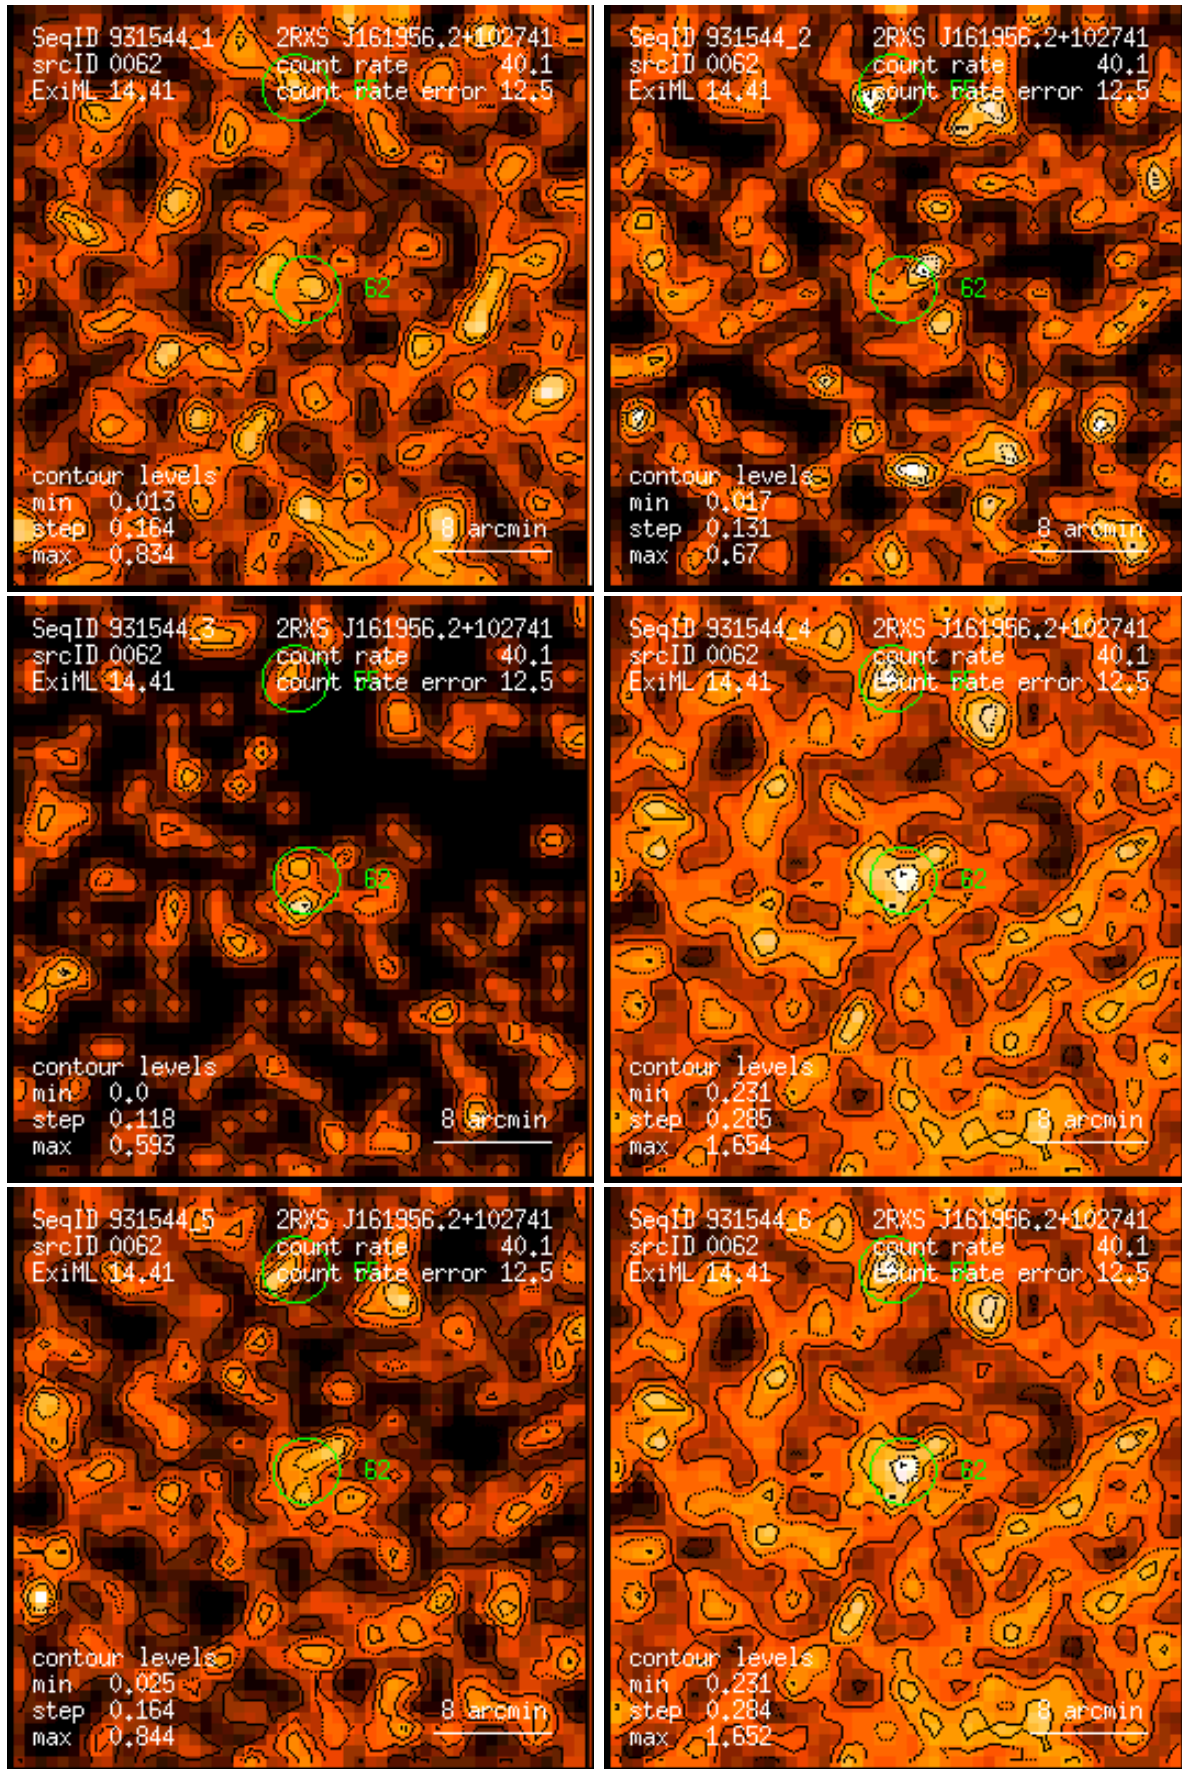 SeqID 931544_1 2RXS J161956.2+102741
srcID 0062 count rate 40.1
ExiML 14.41 count rate error 12.5
62
contour levels
min 0.013
step 0.164 8 arcmin
max 0.834
SeqID 931544_2 2RXS J161956.2+102741
srcID 0062 count rate 40.1
ExiML 14.41 count rate error 12.5
62
contour levels
min 0.017
step 0.131 8 arcmin
max 0.67
SeqID 931544_3 2RXS J161956.2+102741
srcID 0062 count rate 40.1
ExiML 14.41 count rate error 12.5
62
contour levels
min 0.0
step 0.118 8 arcmin
max 0.593
SeqID 931544_4 2RXS J161956.2+102741
srcID 0062 count rate 40.1
ExiML 14.41 count rate error 12.5
62
contour levels
min 0.231
step 0.285 8 arcmin
max 1.654
SeqID 931544_5 2RXS J161956.2+102741
srcID 0062 count rate 40.1
ExiML 14.41 count rate error 12.5
62
contour levels
min 0.025
step 0.164 8 arcmin
max 0.844
SeqID 931544_6 2RXS J161956.2+102741
srcID 0062 count rate 40.1
ExiML 14.41 count rate error 12.5
62
contour levels
min 0.231
step 0.284 8 arcmin
max 1.652